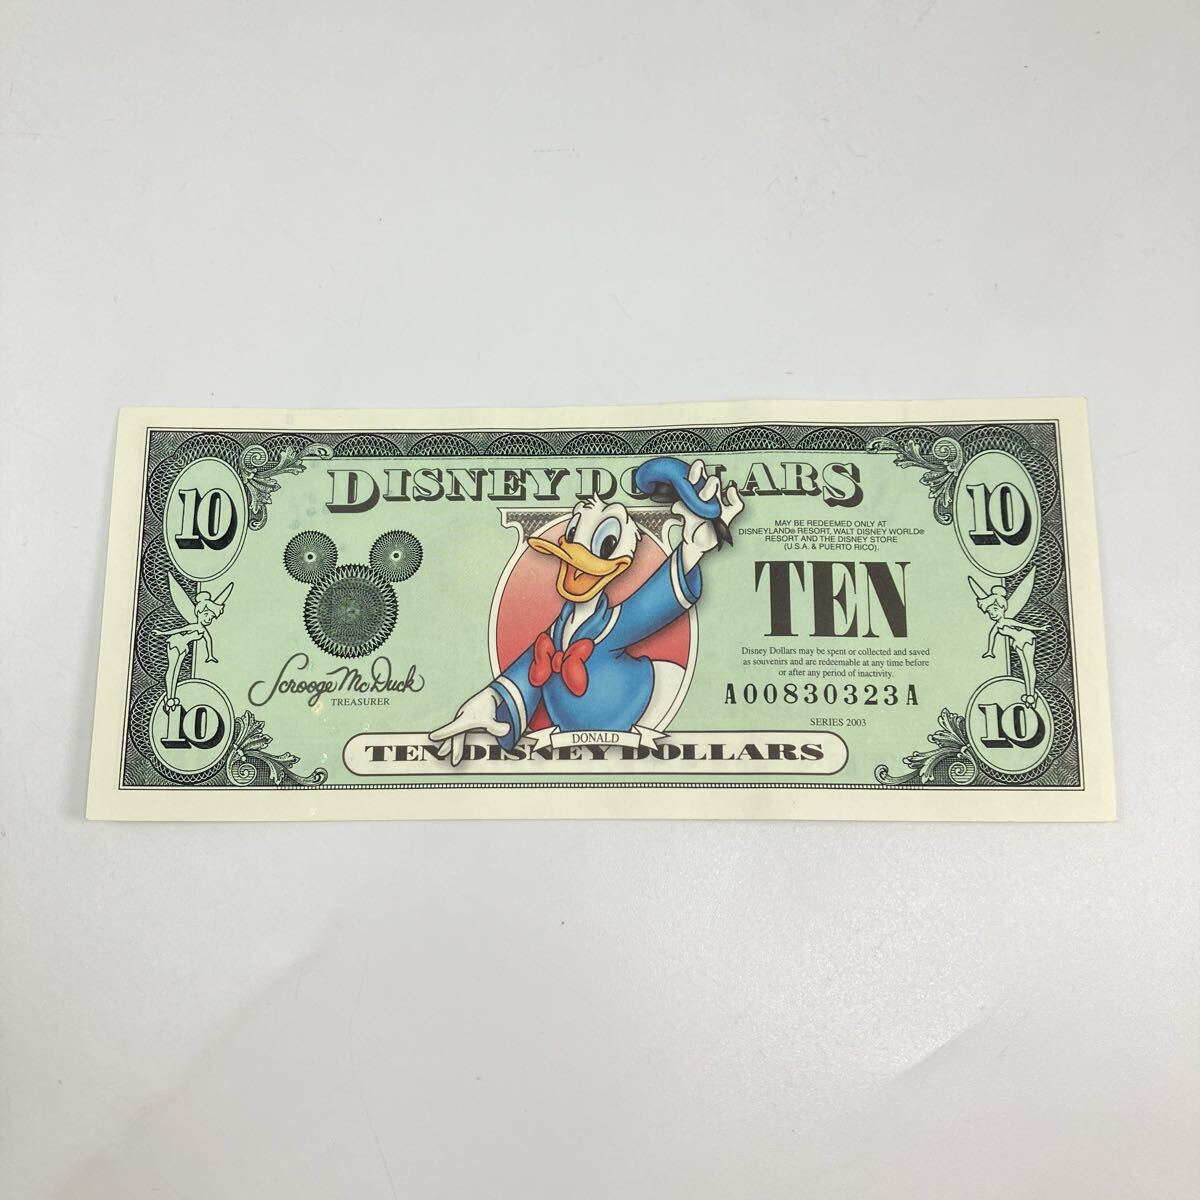 DISNEY DOLLARS
10
10
MAY BE REDEEMED ONLY AT
DISNEYLAND® RESORT, WALT DISNEY WORLD®
RESORT AND THE DISNEY STORE
(U.S.A. & PUERTO RICO).
TEN
Disney Dollars may be spent or collected and saved
as souvenirs and are redeemable at any time before
or after any period of inactivity.
Scrooge McDuck
TREASURER
A00830323A
SERIES 2003
10
10
DONALD
TEN DISNEY DOLLARS